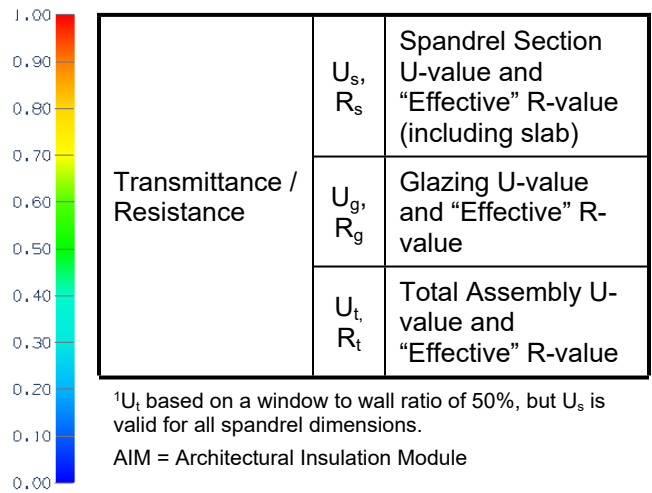 1.00
0.90
0.80
0.70
0.60
0.50
0.40
0.30
0.20
0.10
0.00
Transmittance /
Resistance
Us,
Rs
Spandrel Section
U-value and
“Effective” R-value
(including slab)
Ug,
Rg
Glazing U-value
and “Effective” R-
value
Ut,
Rt
Total Assembly U-
value and
“Effective” R-value
¹Ut based on a window to wall ratio of 50%, but Us is
valid for all spandrel dimensions.
AIM = Architectural Insulation Module